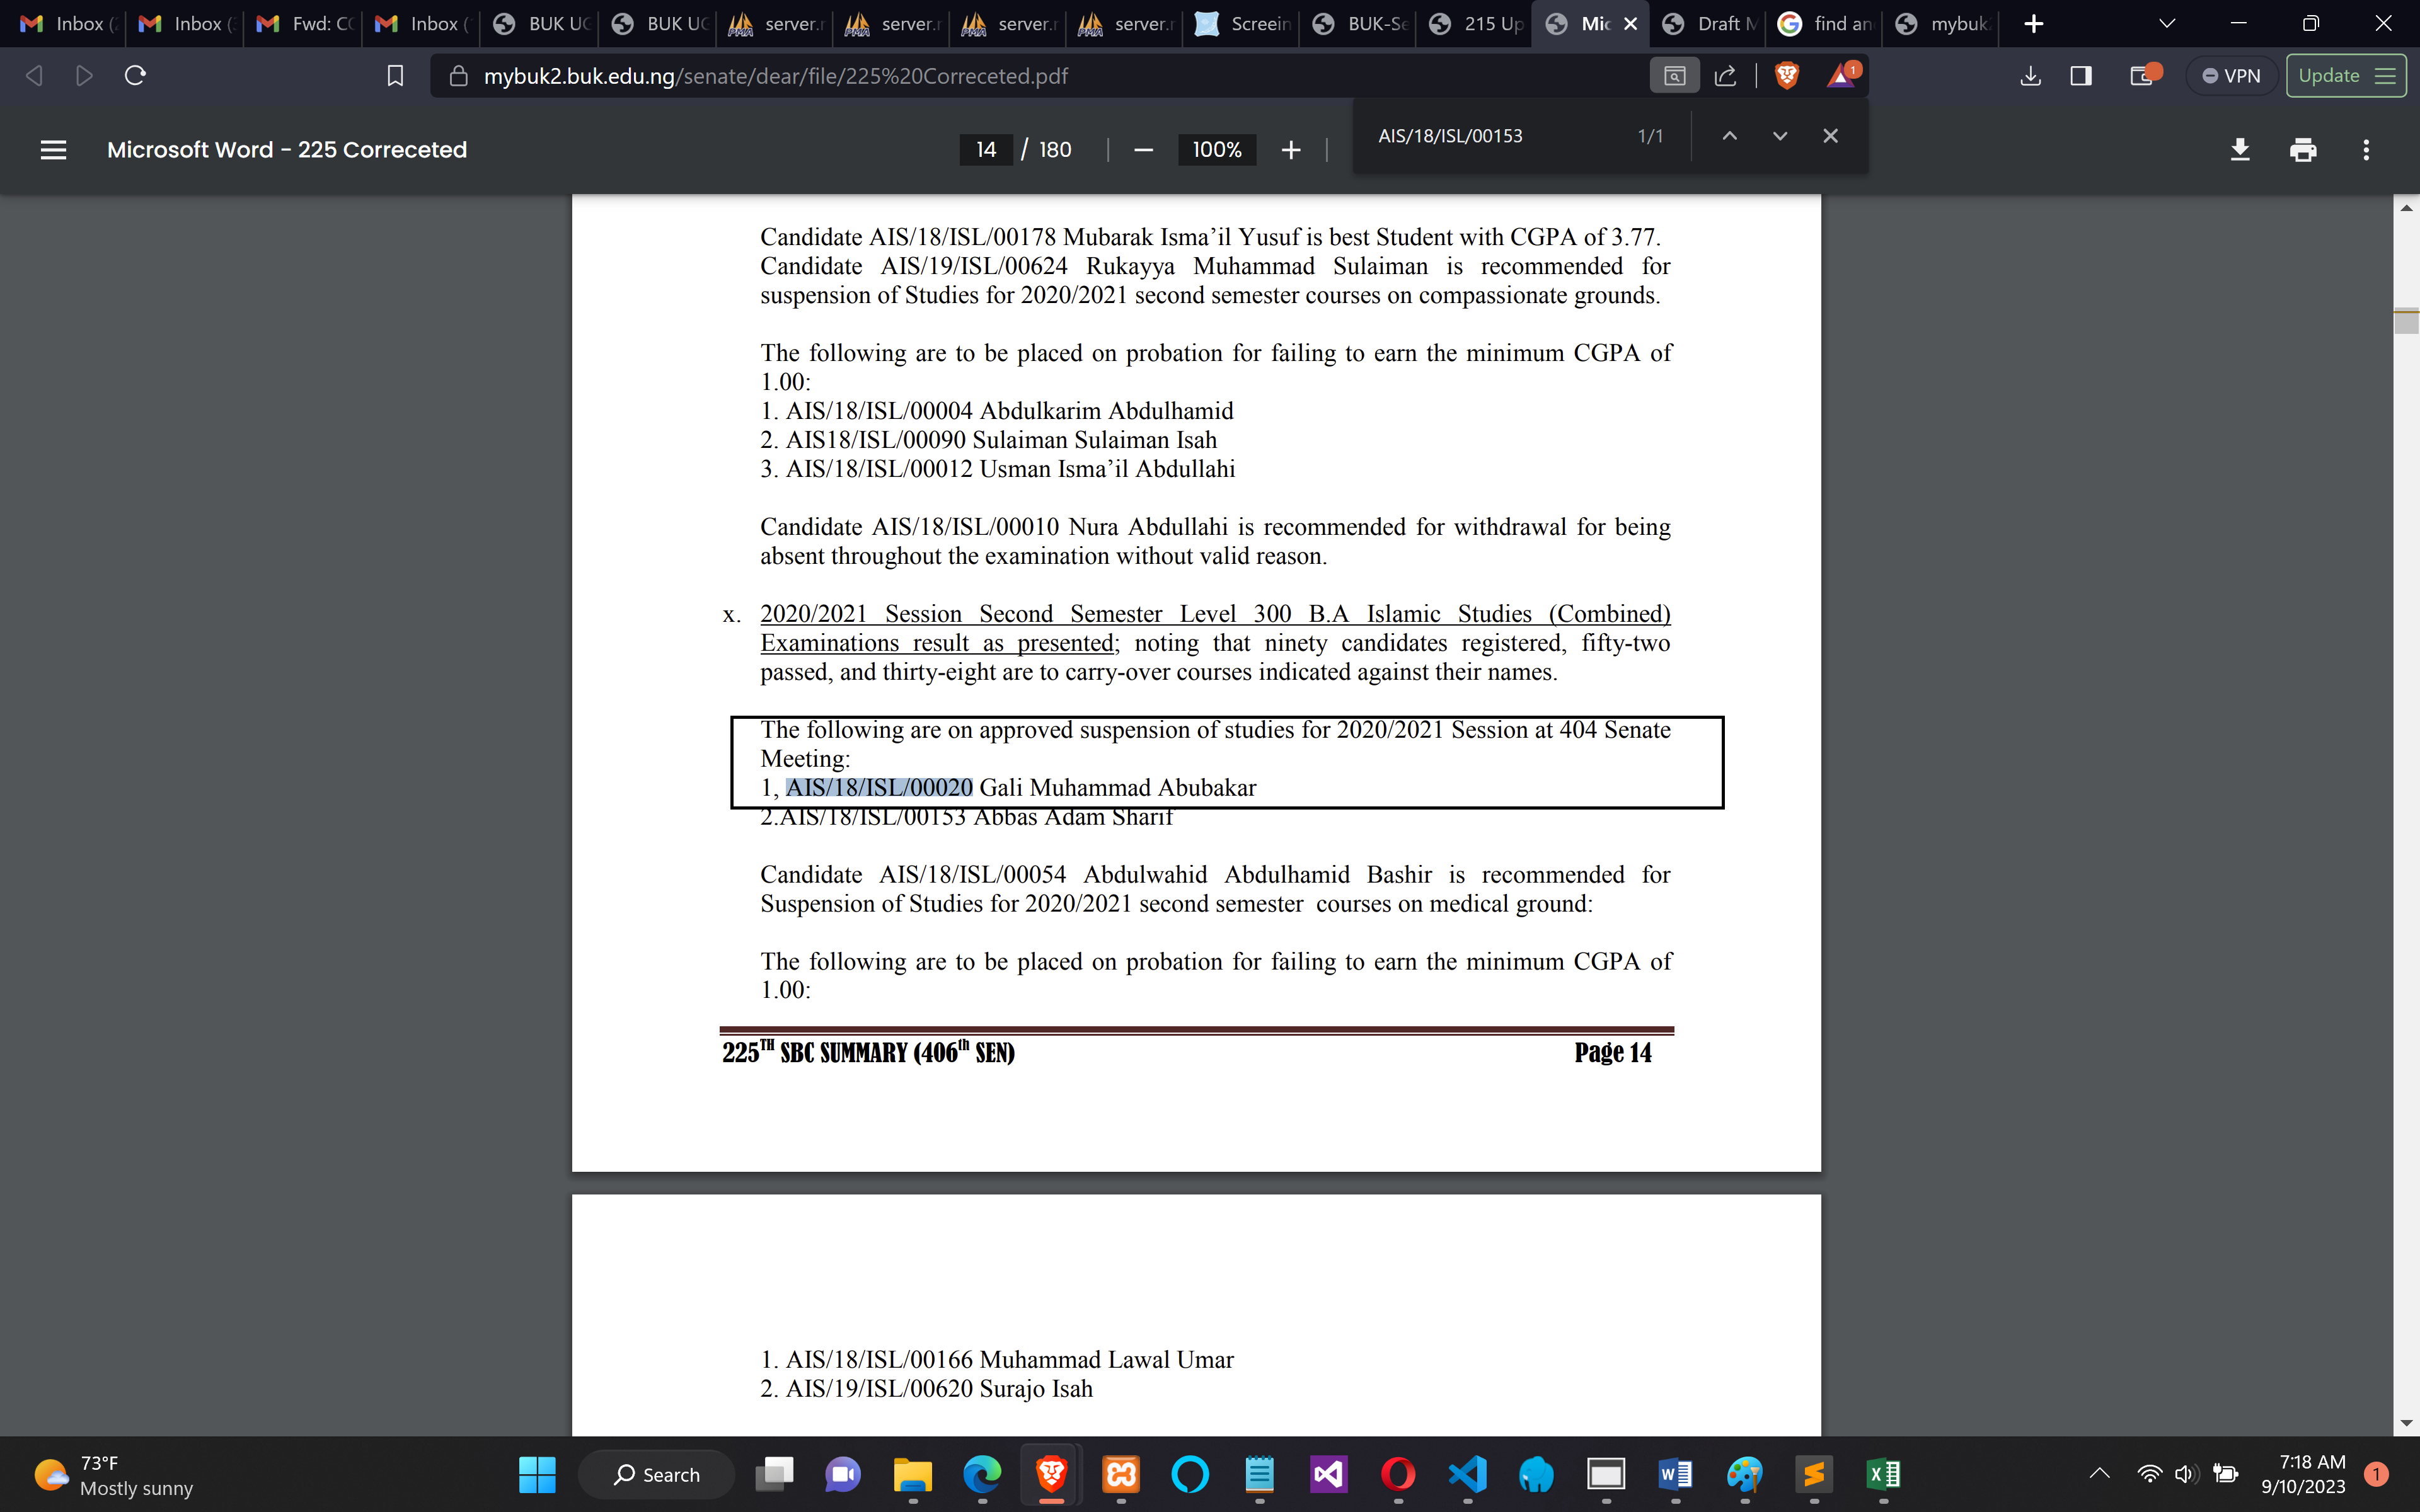 Inbox (
Inbox (
Fwd: C
Inbox (
BUK U
BUK U
server.r
server.r
server.r
server.r
Screein
BUK-Se
215 Up
Mic
Draft M
find an
mybuk
mybuk2.buk.edu.ng/senate/dear/file/225%20Correceted.pdf
1
VPN
Update
Microsoft Word - 225 Correceted
14 / 180
100%
AIS/18/ISL/00153
1/1
Candidate AIS/18/ISL/00178 Mubarak Isma’il Yusuf is best Student with CGPA of 3.77.
Candidate AIS/19/ISL/00624 Rukayya Muhammad Sulaiman is recommended for
suspension of Studies for 2020/2021 second semester courses on compassionate grounds.
The following are to be placed on probation for failing to earn the minimum CGPA of
1.00:
1. AIS/18/ISL/00004 Abdulkarim Abdulhamid
2. AIS18/ISL/00090 Sulaiman Sulaiman Isah
3. AIS/18/ISL/00012 Usman Isma’il Abdullahi
Candidate AIS/18/ISL/00010 Nura Abdullahi is recommended for withdrawal for being
absent throughout the examination without valid reason.
x. 2020/2021 Session Second Semester Level 300 B.A Islamic Studies (Combined)
Examinations result as presented; noting that ninety candidates registered, fifty-two
passed, and thirty-eight are to carry-over courses indicated against their names.
The following are on approved suspension of studies for 2020/2021 Session at 404 Senate
Meeting:
1, AIS/18/ISL/00020 Gali Muhammad Abubakar
2.AIS/18/ISL/00153 Abbas Adam Sharif
Candidate AIS/18/ISL/00054 Abdulwahid Abdulhamid Bashir is recommended for
Suspension of Studies for 2020/2021 second semester courses on medical ground:
The following are to be placed on probation for failing to earn the minimum CGPA of
1.00:
225TH SBC SUMMARY (406th SEN)
Page 14
1. AIS/18/ISL/00166 Muhammad Lawal Umar
2. AIS/19/ISL/00620 Surajo Isah
73°F
Mostly sunny
Search
7:18 AM
9/10/2023
1